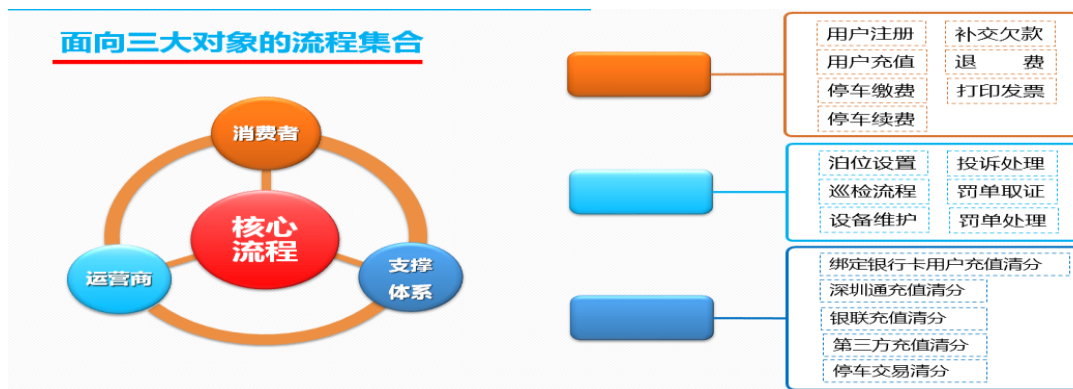 面向三大对象的流程集合
消费者
核心
流程
运营商
支撑
体系
用户注册
补交欠款
用户充值
退 费
停车缴费
打印发票
停车续费
泊位设置
投诉处理
巡检流程
罚单取证
设备维护
罚单处理
绑定银行卡用户充值清分
深圳通充值清分
银联充值清分
第三方充值清分
停车交易清分